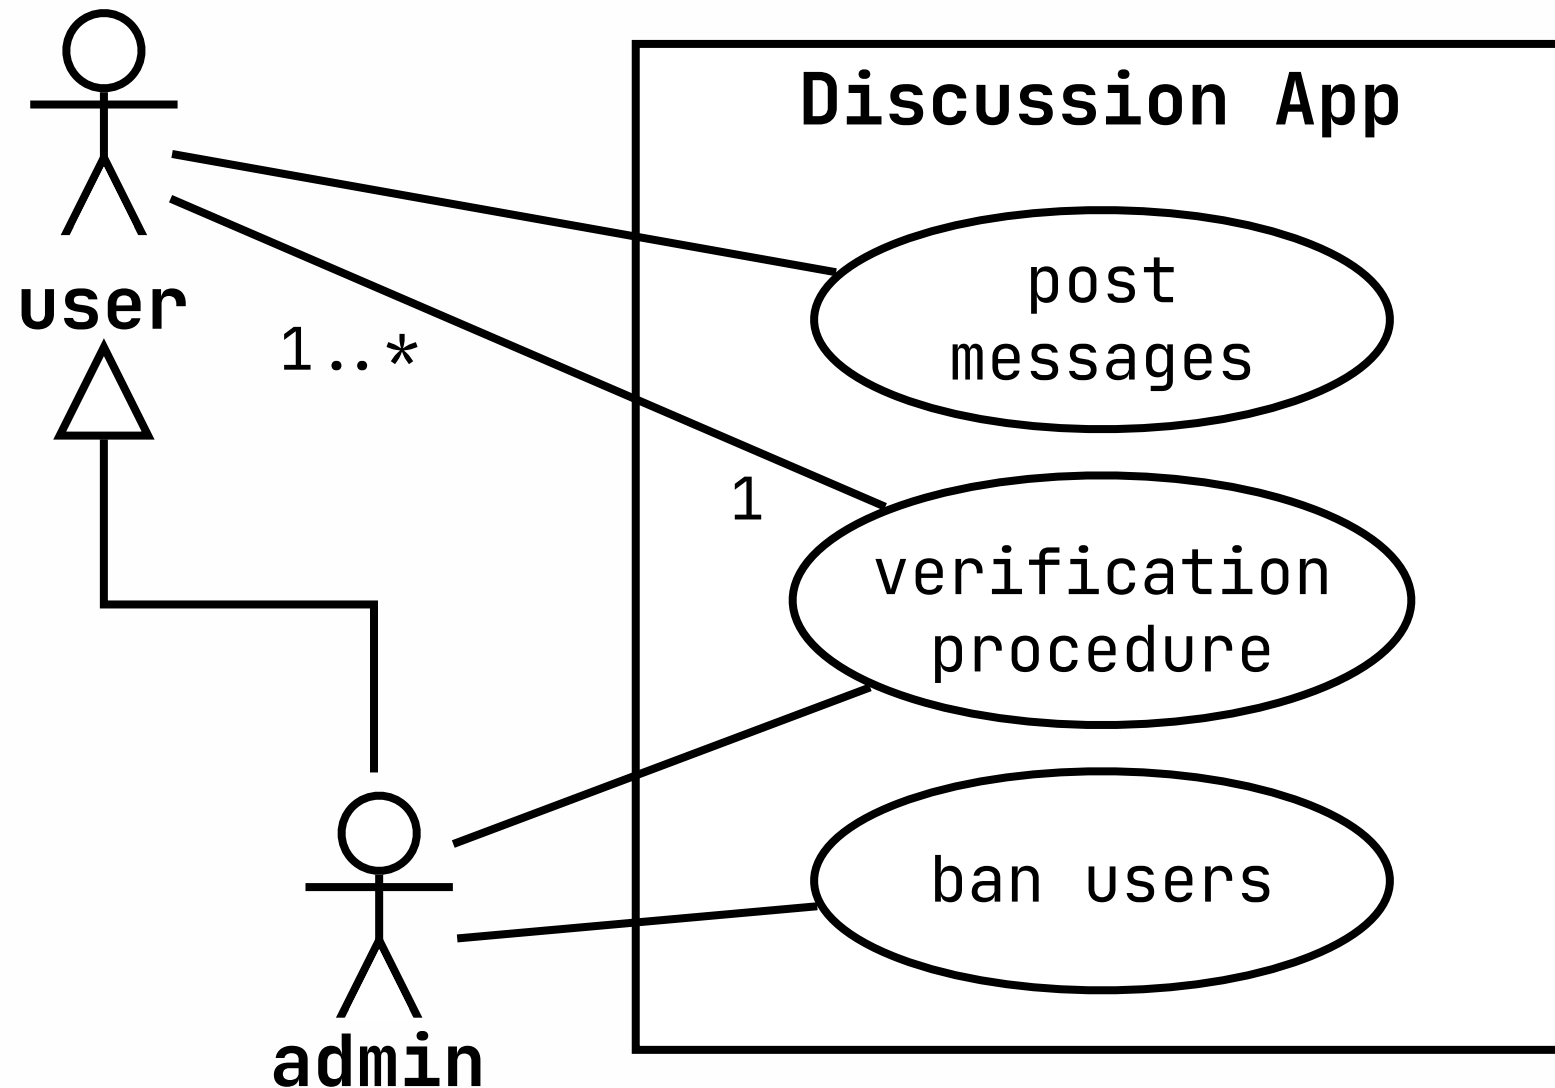 Discussion App
post
messages
user
1..*
1
verification
procedure
ban users
admin